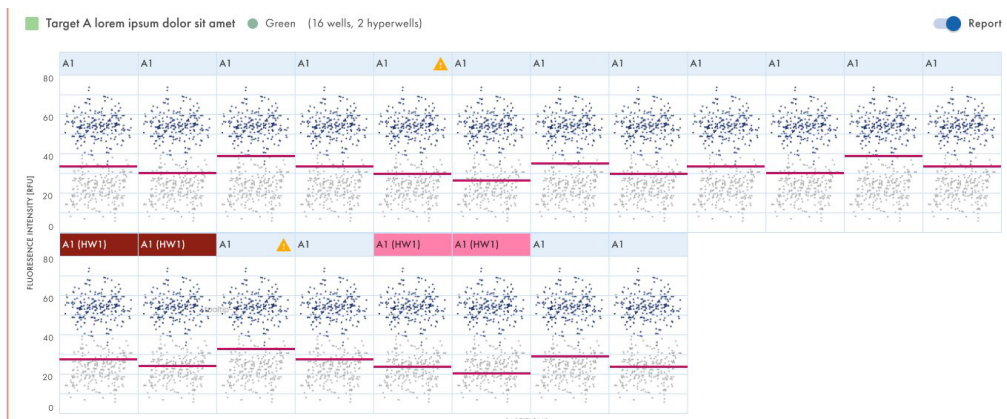 Target A lorem ipsum dolor sit amet Green (16 wells, 2 hyperwells) Report
A1 A1 A1 A1 A1 A1 A1 A1 A1 A1 A1 A1
80
60
40
20
0
FLUORESENCE INTENSITY [RFU]
A1 (HW1) A1 (HW1) A1 A1 A1 (HW1) A1 (HW1) A1 A1
80
60
40
20
0